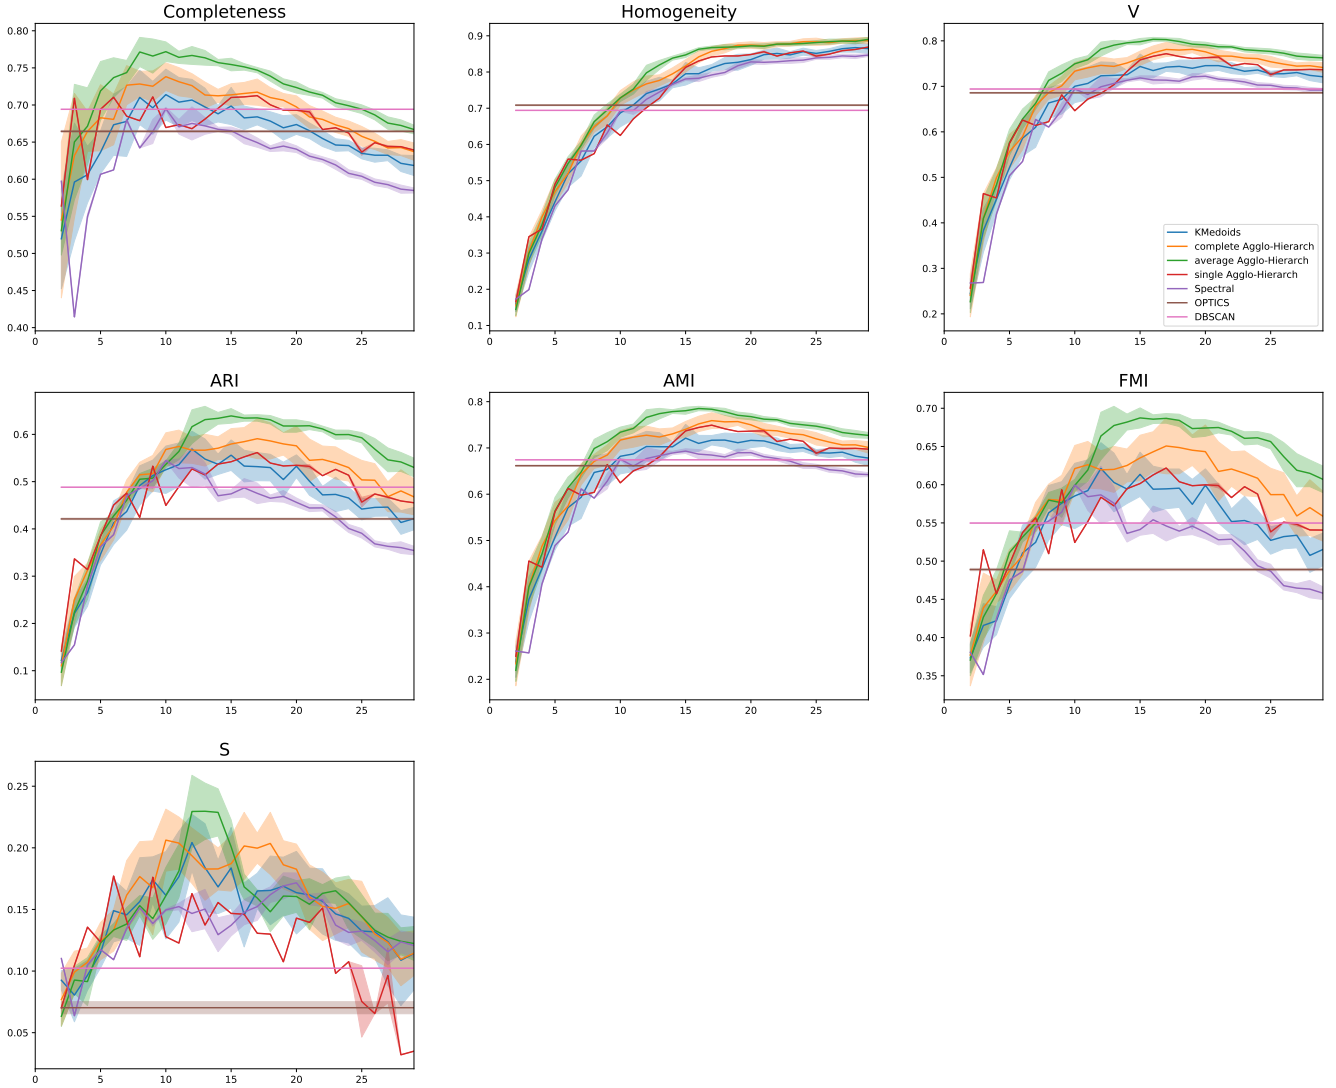 Completeness
Homogeneity
V
0.80
0.75
0.70
0.65
0.60
0.55
0.50
0.45
0.40
0 5 10 15 20 25
0.9
0.8
0.7
0.6
0.5
0.4
0.3
0.2
0.1
0 5 10 15 20 25
0.8
0.7
0.6
0.5
0.4
0.3
0.2
0 5 10 15 20 25
KMedoids
complete Agglo-Hierarch
average Agglo-Hierarch
single Agglo-Hierarch
Spectral
OPTICS
DBSCAN
ARI
AMI
FMI
0.6
0.5
0.4
0.3
0.2
0.1
0 5 10 15 20 25
0.8
0.7
0.6
0.5
0.4
0.3
0.2
0 5 10 15 20 25
0.70
0.65
0.60
0.55
0.50
0.45
0.40
0.35
0 5 10 15 20 25
S
0.25
0.20
0.15
0.10
0.05
0 5 10 15 20 25